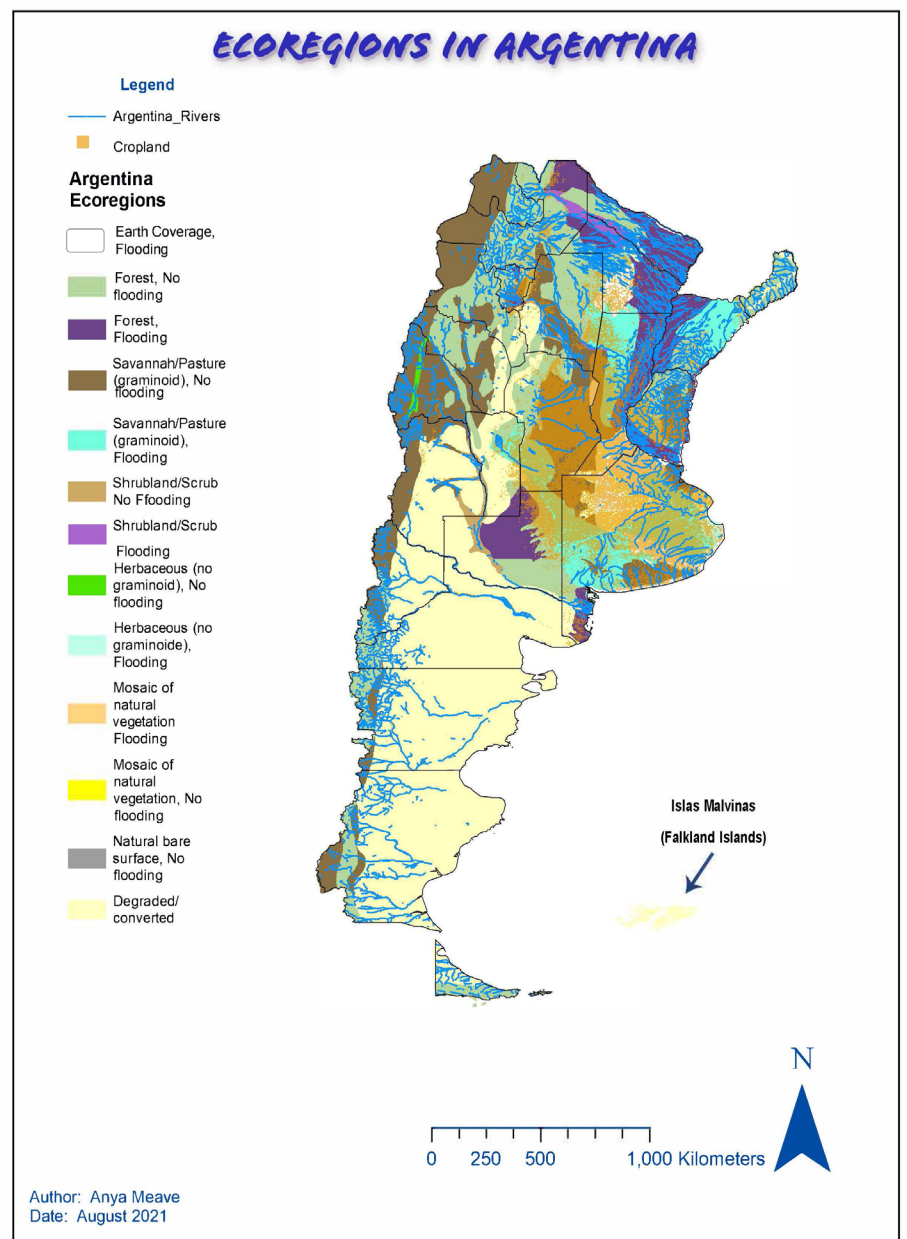 ECOREGIONS IN ARGENTINA
Legend
Argentina_Rivers
Cropland
Argentina
Ecoregions
Earth Coverage,
Flooding
Forest, No
flooding
Forest,
Flooding
Savannah/Pasture
(graminoid), No
flooding
Savannah/Pasture
(graminoid),
Flooding
Shrubland/Scrub
No Ffooding
Shrubland/Scrub
Flooding
Herbaceous (no
graminoid), No
flooding
Herbaceous (no
graminoide),
Flooding
Mosaic of
natural
vegetation
Flooding
Mosaic of
natural
vegetation, No
flooding
Natural bare
surface, No
flooding
Degraded/
converted
Islas Malvinas
(Falkland Islands)
N
0 250 500 1,000 Kilometers
Author: Anya Meave
Date: August 2021